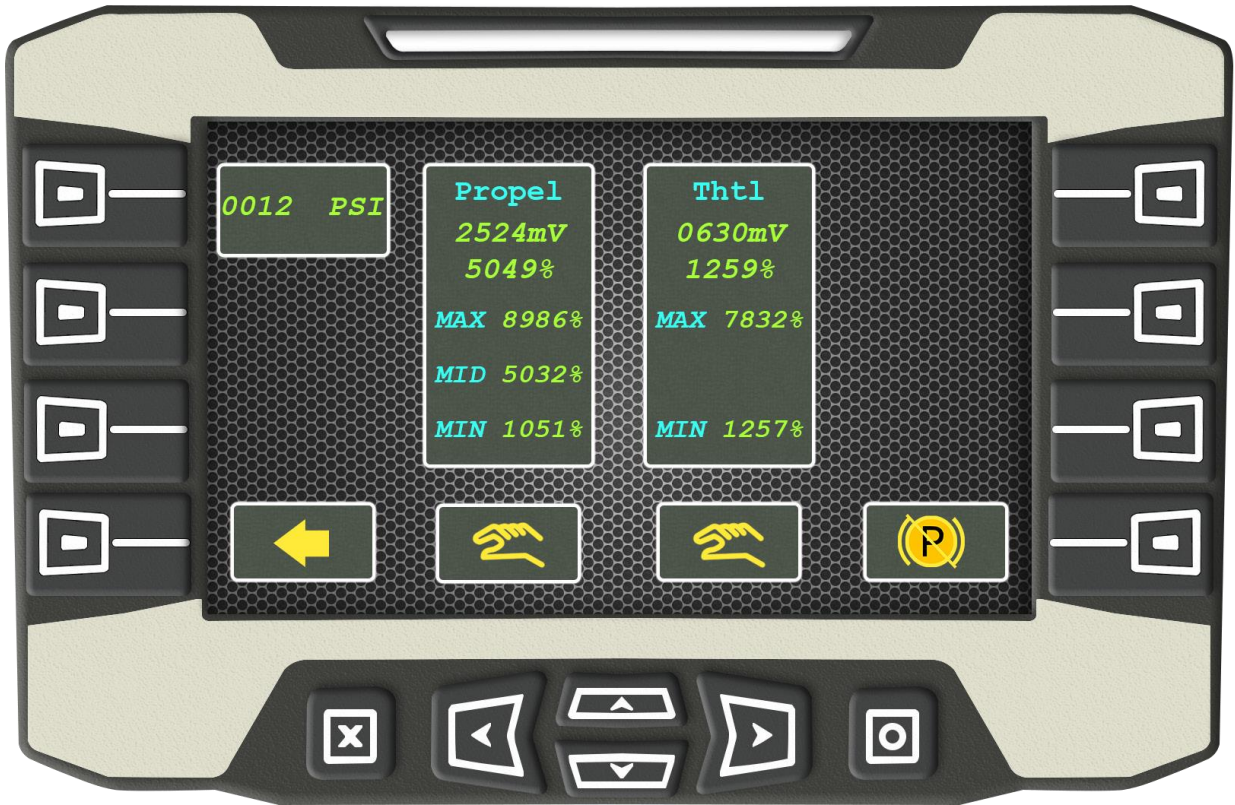 0012 PSI
Propel
2524mV
5049%
MAX 8986%
MID 5032%
MIN 1051%
Thtl
0630mV
1259%
MAX 7832%
MIN 1257%
P
X